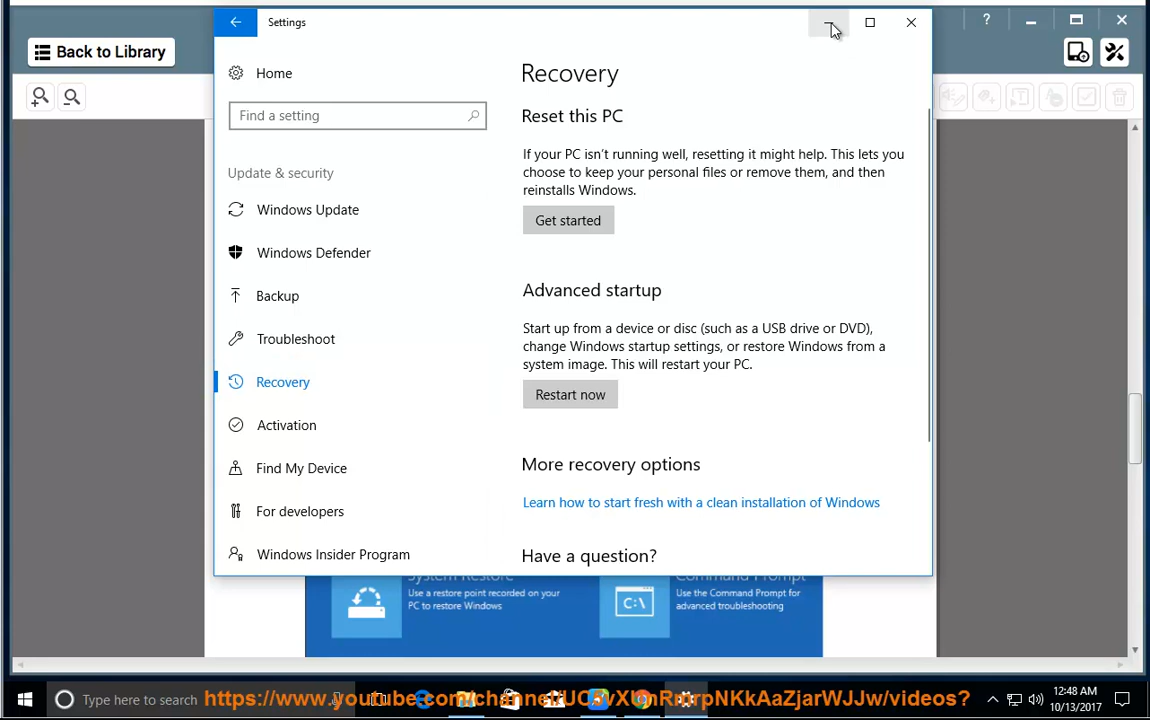 Settings
Back to Library
Home
Find a setting
Update & security
Windows Update
Windows Defender
Backup
Troubleshoot
Recovery
Activation
Find My Device
For developers
Windows Insider Program
Recovery
Reset this PC
If your PC isn't running well, resetting it might help. This lets you
choose to keep your personal files or remove them, and then
reinstalls Windows.
Get started
Advanced startup
Start up from a device or disc (such as a USB drive or DVD),
change Windows startup settings, or restore Windows from a
system image. This will restart your PC.
Restart now
More recovery options
Learn how to start fresh with a clean installation of Windows
Have a question?
System Restore
Use a restore point recorded on your
PC to restore Windows
C:\
Command Prompt
Use the Command Prompt for
advanced troubleshooting
Type here to search
12:48 AM
10/13/2017